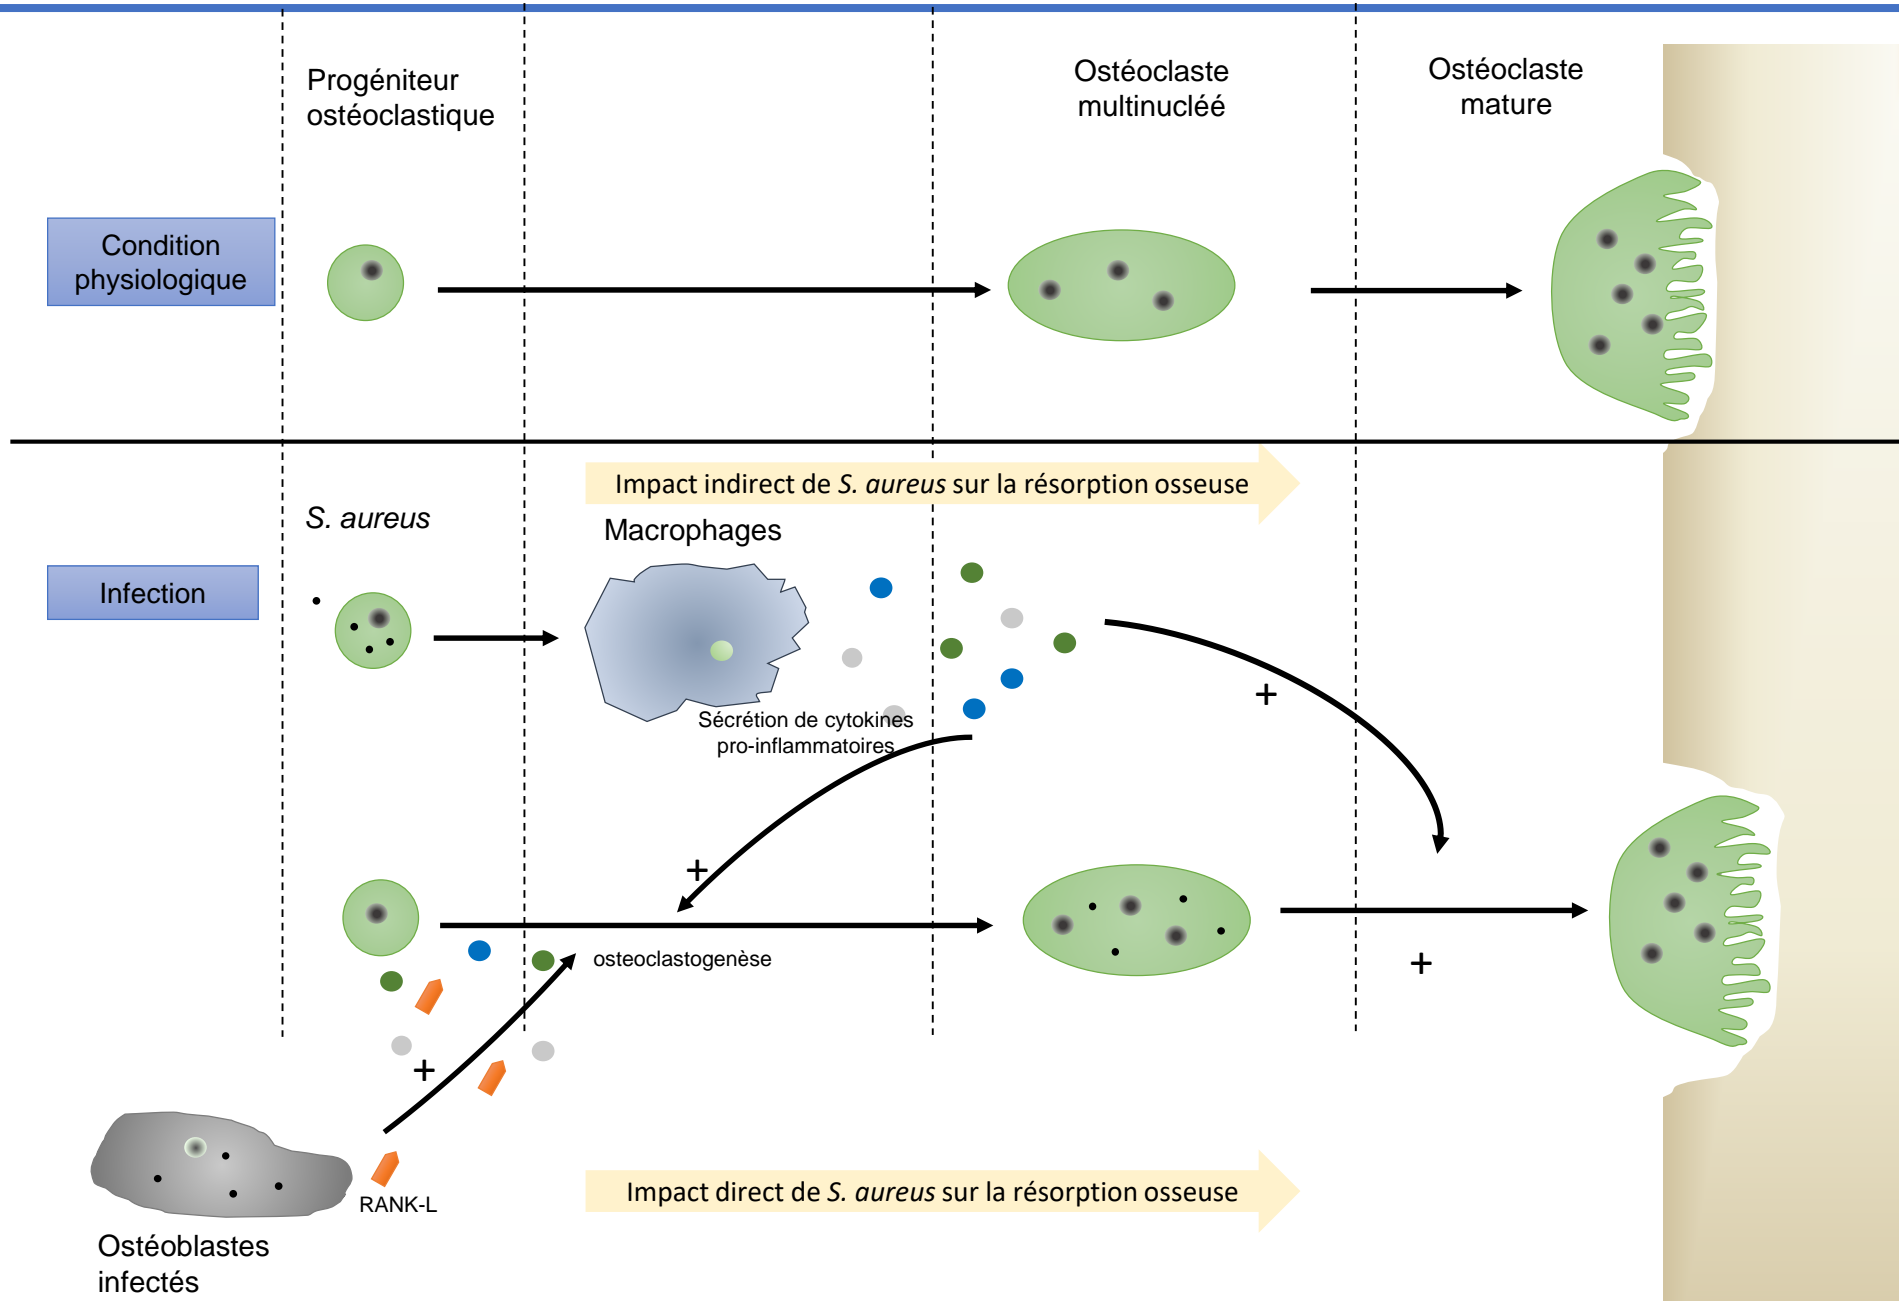 Progéniteur
ostéoclastique
Ostéoclaste
multinucléé
Ostéoclaste
mature
Condition
physiologique
Impact indirect de S. aureus sur la résorption osseuse
S. aureus
Macrophages
Infection
+
Sécrétion de cytokines
pro-inflammatoires
+
osteoclastogenèse
+
+
RANK-L
Impact direct de S. aureus sur la résorption osseuse
Ostéoblastes
infectés